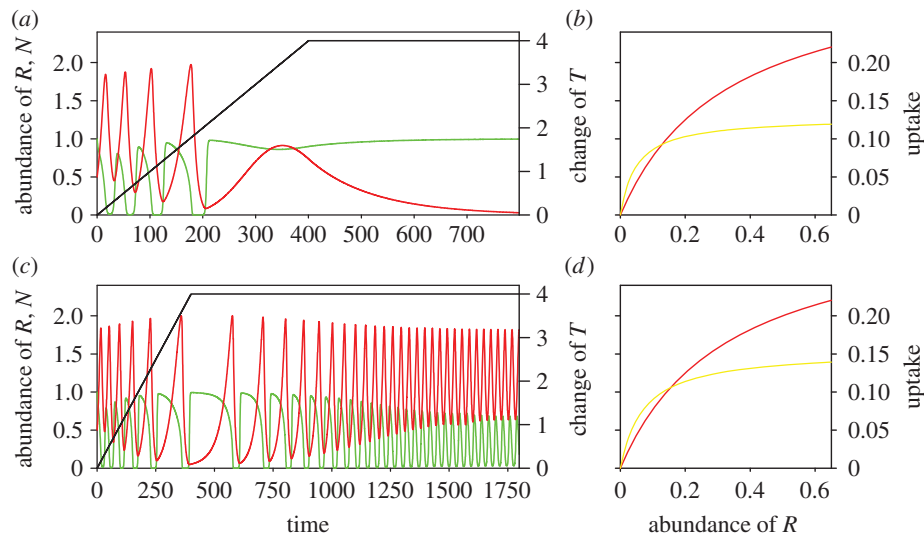 (a)
abundance of R, N
2.0
1.5
1.0
0.5
0
0 100 200 300 400 500 600 700
4
3
2
1
0
change of T
(b)
0 0.2 0.4 0.6
0.20
0.15
0.10
0.05
0
uptake
(c)
abundance of R, N
2.0
1.5
1.0
0.5
0
0 250 500 750 1000 1250 1500 1750
time
4
3
2
1
0
change of T
(d)
0 0.2 0.4 0.6
abundance of R
0.20
0.15
0.10
0.05
0
uptake